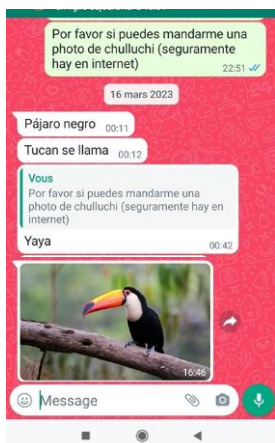 Por favor si puedes mandarme una
photo de chulluchi (seguramente
hay en internet)
22:51
16 mars 2023
Pájaro negro 00:11
Tucan se llama 00:12
Vous
Por favor si puedes mandarme una
photo de chulluchi (seguramente hay en
internet)
Yaya 00:42
16:46
Message